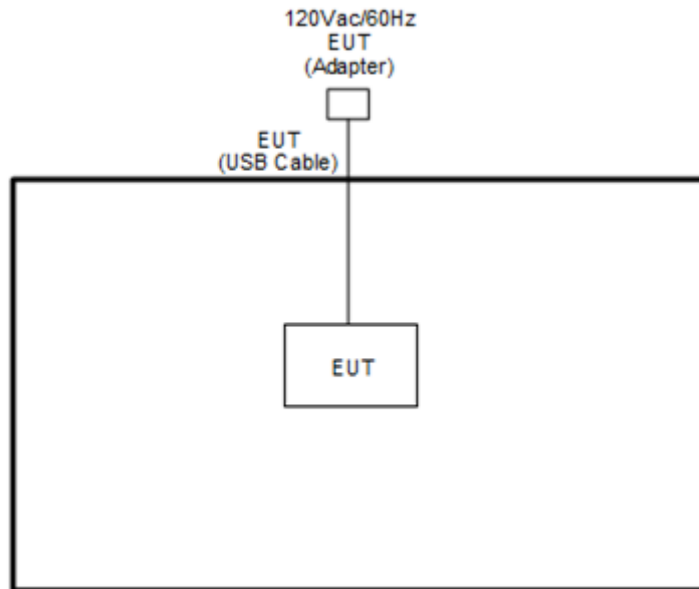 120Vac/60Hz
EUT
(Adapter)
EUT
(USB Cable)
EUT